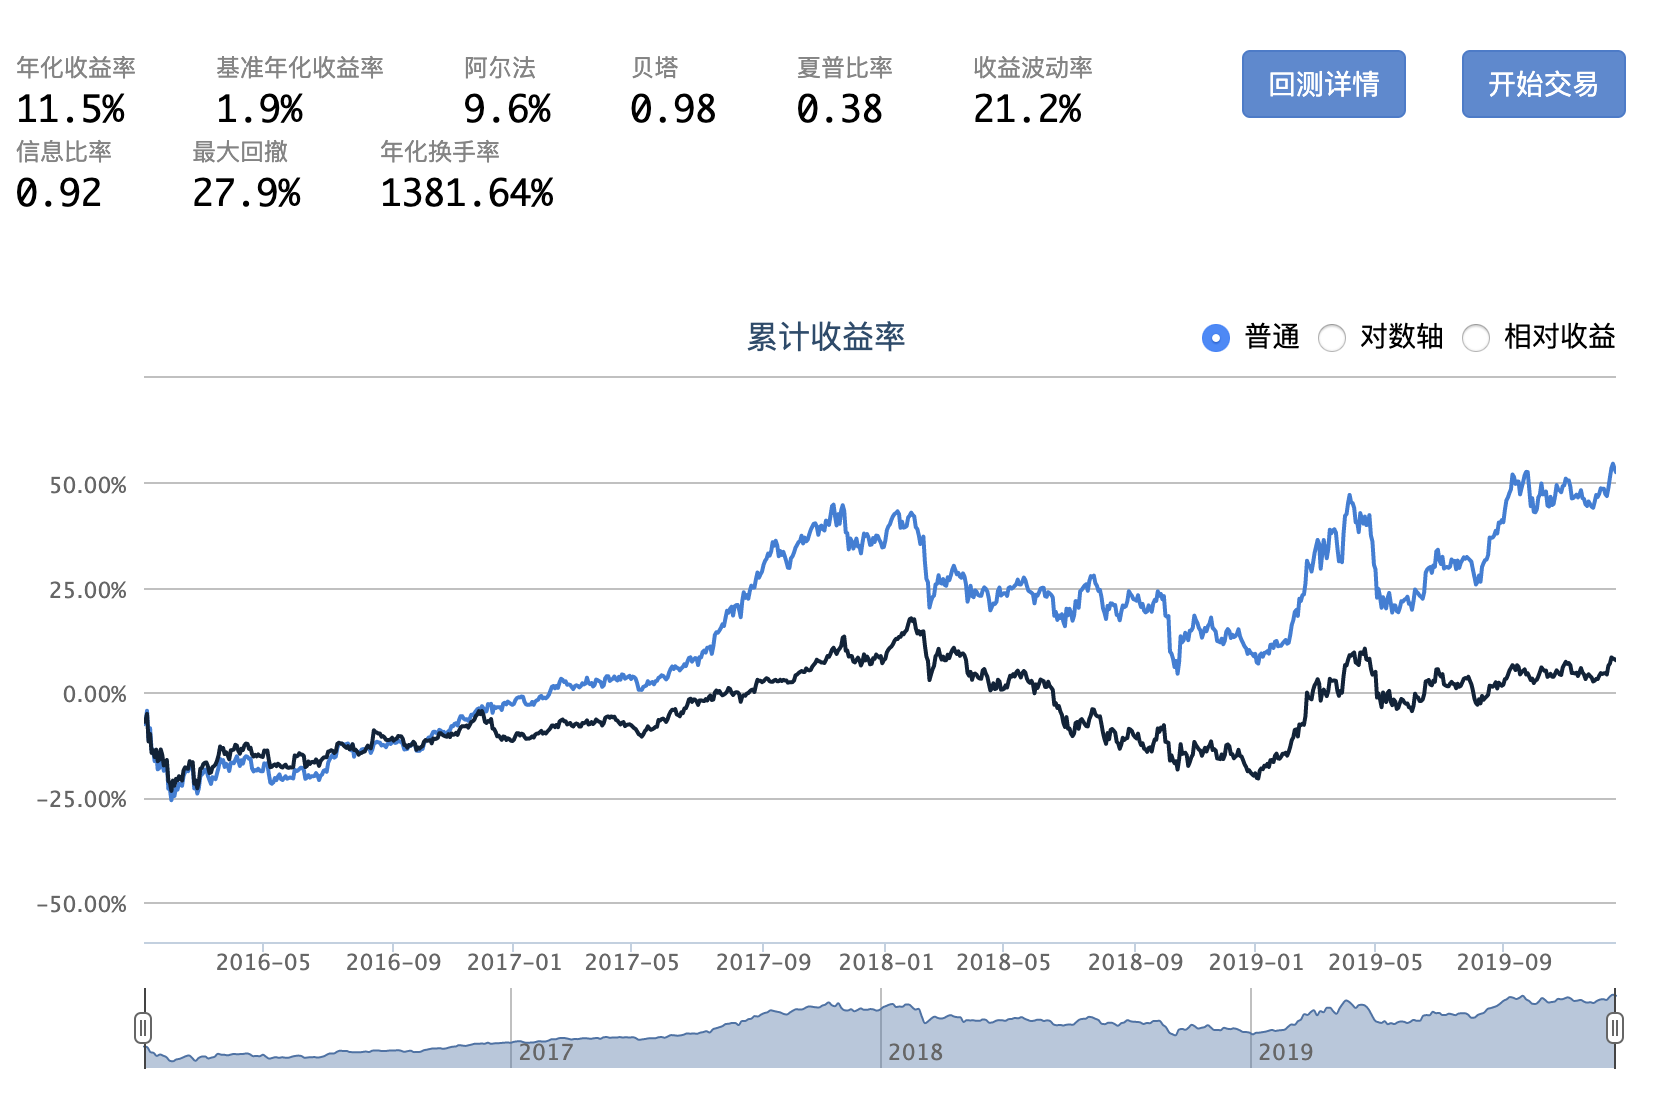 年化收益率 基准年化收益率 阿尔法 贝塔 夏普比率 收益波动率
11.5% 1.9% 9.6% 0.98 0.38 21.2%
回测详情 开始交易
信息比率 最大回撤 年化换手率
0.92 27.9% 1381.64%
累计收益率 普通 对数轴 相对收益
50.00%
25.00%
0.00%
-25.00%
-50.00%
2016-05 2016-09 2017-01 2017-05 2017-09 2018-01 2018-05 2018-09 2019-01 2019-05 2019-09
2017 2018 2019